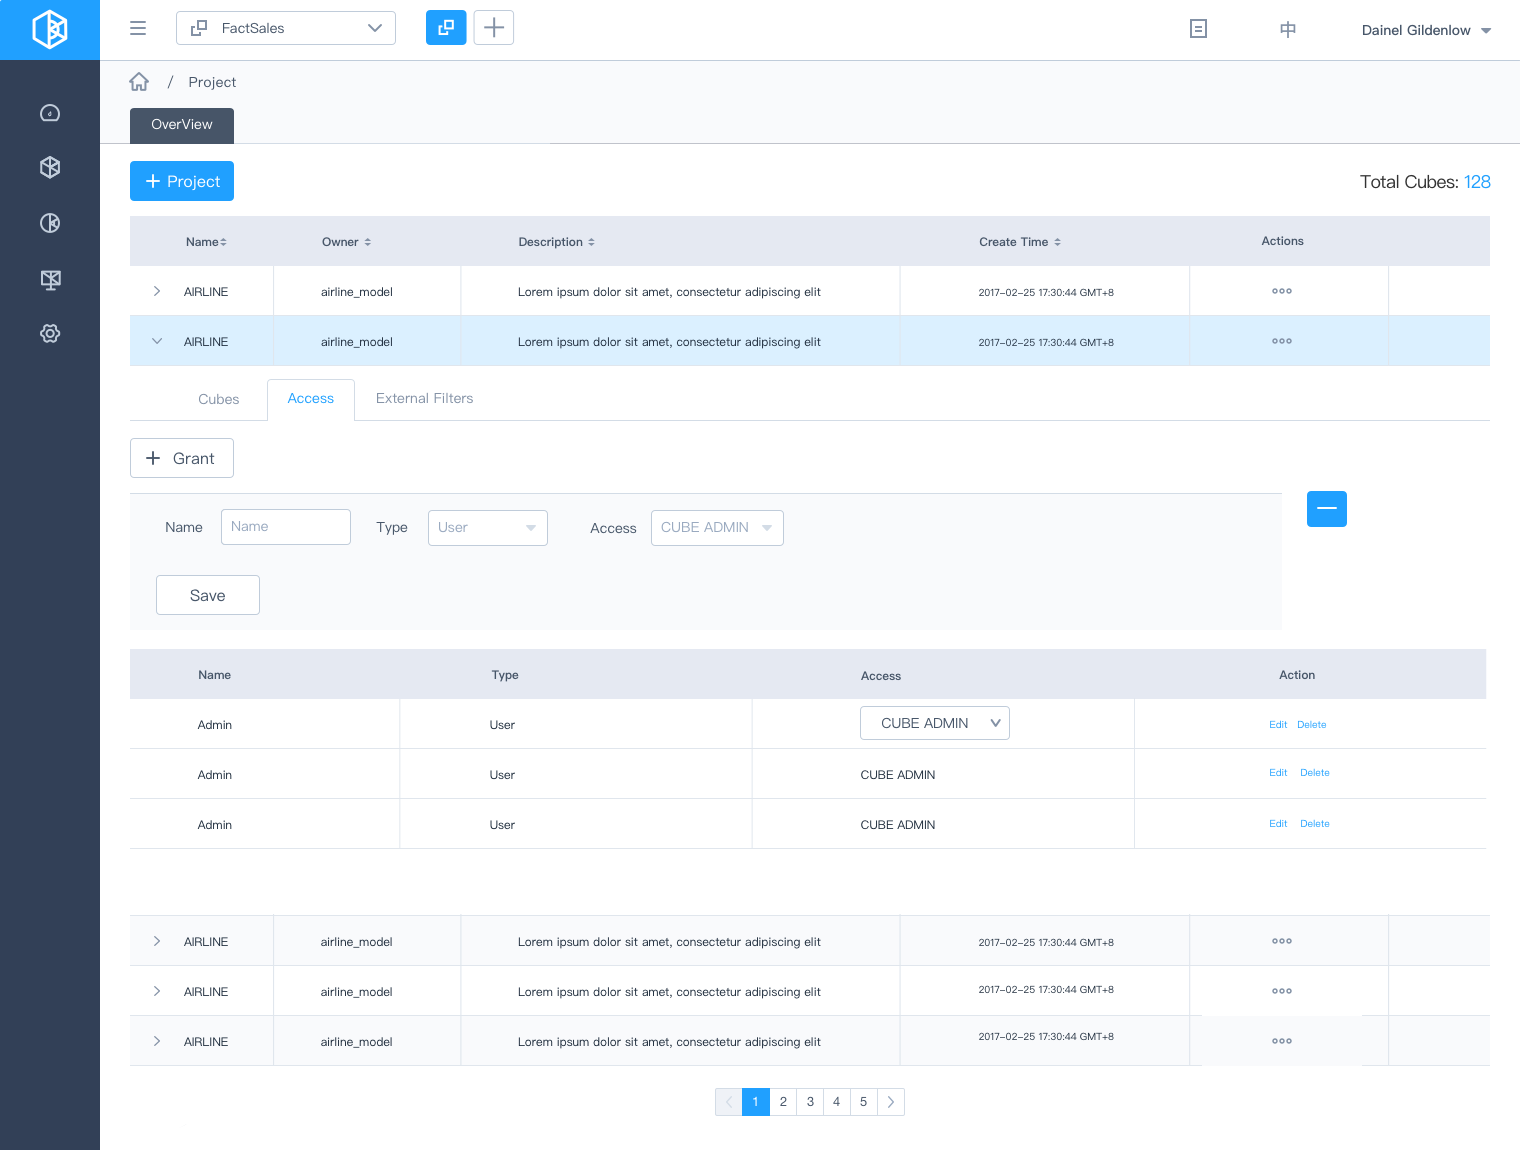 FactSales
中
Dainel Gildenlow
/ Project
OverView
+ Project
Total Cubes: 128
Name Owner Description Create Time Actions
AIRLINE airline_model Lorem ipsum dolor sit amet, consectetur adipiscing elit 2017-02-25 17:30:44 GMT+8
AIRLINE airline_model Lorem ipsum dolor sit amet, consectetur adipiscing elit 2017-02-25 17:30:44 GMT+8
Cubes Access External Filters
+ Grant
Name Name Type User Access CUBE ADMIN
Save
Name Type Access Action
Admin User CUBE ADMIN Edit Delete
Admin User CUBE ADMIN Edit Delete
Admin User CUBE ADMIN Edit Delete
AIRLINE airline_model Lorem ipsum dolor sit amet, consectetur adipiscing elit 2017-02-25 17:30:44 GMT+8
AIRLINE airline_model Lorem ipsum dolor sit amet, consectetur adipiscing elit 2017-02-25 17:30:44 GMT+8
AIRLINE airline_model Lorem ipsum dolor sit amet, consectetur adipiscing elit 2017-02-25 17:30:44 GMT+8
1 2 3 4 5